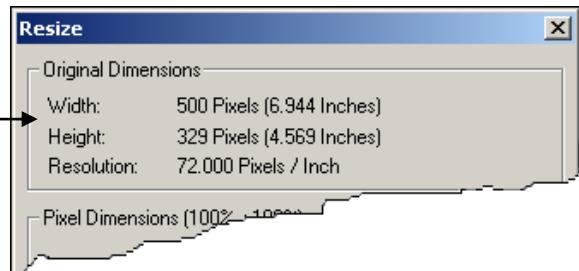 Resize
Original Dimensions
Width: 500 Pixels (6.944 Inches)
Height: 329 Pixels (4.569 Inches)
Resolution: 72.000 Pixels / Inch
Pixel Dimensions (100%